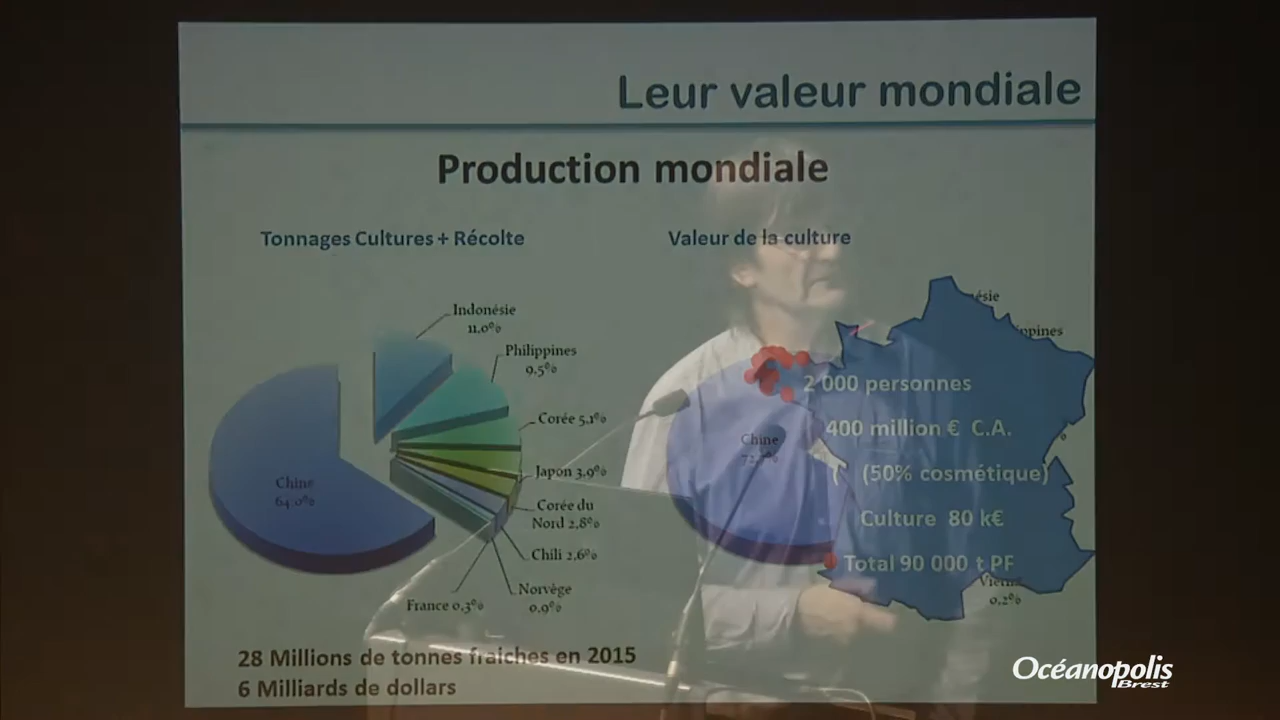 Leur valeur mondiale
Production mondiale
Tonnages Cultures + Récolte
Valeur de la culture
Indonésie
11.0%
Philippines
9.5%
Corée 5.1%
Japon 3.9%
Corée du
Nord 2.8%
Chili 2.6%
Norvège
0.9%
France 0.3%
Chine
64.0%
Chine
2 000 personnes
400 million € C.A.
(50% cosmétique)
Culture 80 k€
Total 90 000 t PF
0.2%
28 Millions de tonnes fraiches en 2015
6 Milliards de dollars
Océanopolis
Brest